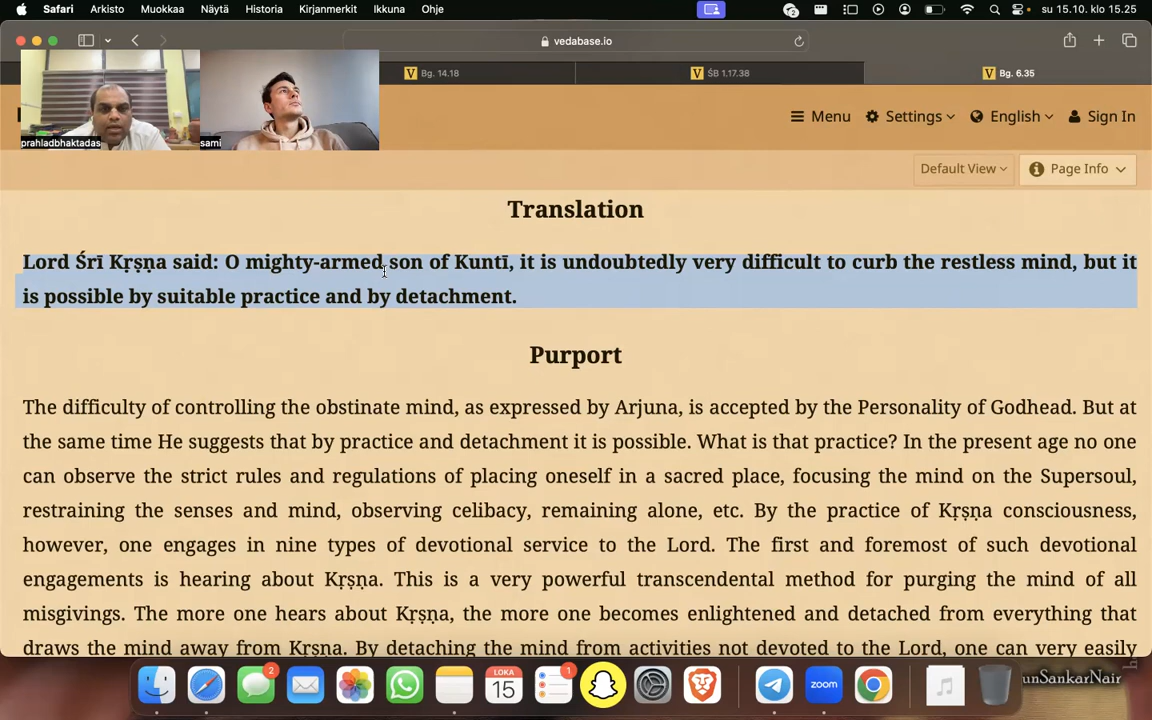 Safari Arkisto Muokkaa Näytä Historia Kirjanmerkit Ikkuna Ohje
2
su 15.10. klo 15.25
vedabase.io
Bg. 14.18
ŚB 1.17.38
Bg. 6.35
prahladbhaktadas
sami
Menu Settings English Sign In
Default View
Page Info
Translation
Lord Śrī Kṛṣṇa said: O mighty-armed son of Kuntī, it is undoubtedly very difficult to curb the restless mind, but it
is possible by suitable practice and by detachment.
Purport
The difficulty of controlling the obstinate mind, as expressed by Arjuna, is accepted by the Personality of Godhead. But at
the same time He suggests that by practice and detachment it is possible. What is that practice? In the present age no one
can observe the strict rules and regulations of placing oneself in a sacred place, focusing the mind on the Supersoul,
restraining the senses and mind, observing celibacy, remaining alone, etc. By the practice of Kṛṣṇa consciousness,
however, one engages in nine types of devotional service to the Lord. The first and foremost of such devotional
engagements is hearing about Kṛṣṇa. This is a very powerful transcendental method for purging the mind of all
misgivings. The more one hears about Kṛṣṇa, the more one becomes enlightened and detached from everything that
draws the mind away from Kṛṣṇa. By detaching the mind from activities not devoted to the Lord, one can very easily
2
LOKA
15
1
zoom
unSankarNair